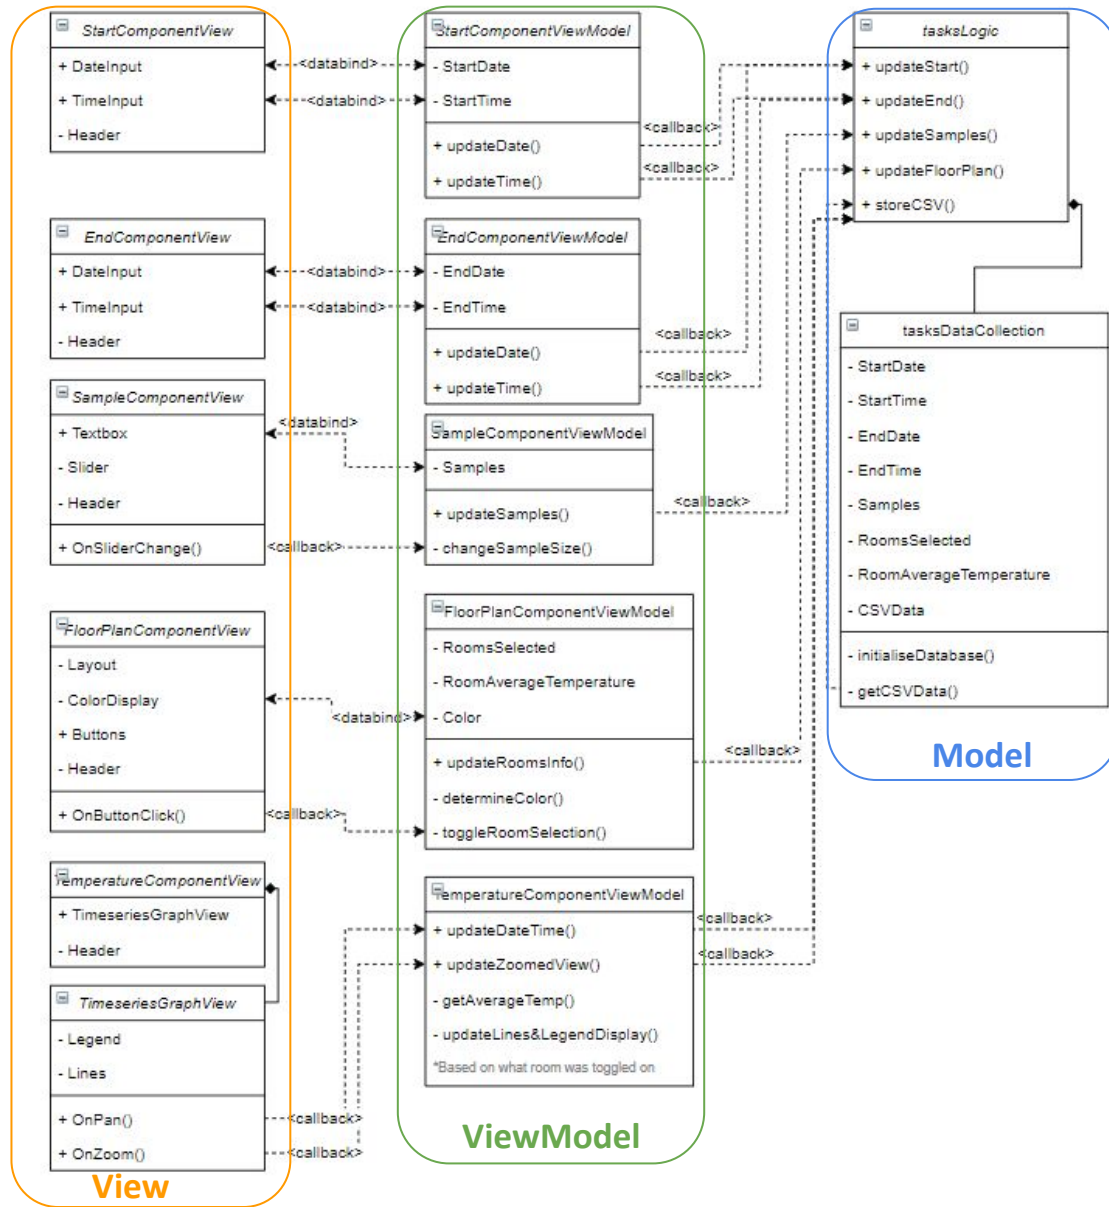 StartComponentView
+ DateInput
+ TimeInput
- Header
<databind>
<databind>
StartComponentViewModel
- StartDate
- StartTime
+ updateDate()
+ updateTime()
<callback>
<callback>
tasksLogic
+ updateStart()
+ updateEnd()
+ updateSamples()
+ updateFloorPlan()
+ storeCSV()
EndComponentView
+ DateInput
+ TimeInput
- Header
<databind>
<databind>
EndComponentViewModel
- EndDate
- EndTime
+ updateDate()
+ updateTime()
<callback>
<callback>
tasksDataCollection
- StartDate
- StartTime
- EndDate
- EndTime
- Samples
- RoomsSelected
- RoomAverageTemperature
- CSVData
- initialiseDatabase()
- getCSVData()
Model
SampleComponentView
+ Textbox
- Slider
- Header
+ OnSliderChange()
<databind>
<callback>
SampleComponentViewModel
- Samples
+ updateSamples()
- changeSampleSize()
<callback>
FloorPlanComponentView
- Layout
- ColorDisplay
+ Buttons
- Header
+ OnButtonClick()
<databind>
<callback>
FloorPlanComponentViewModel
- RoomsSelected
- RoomAverageTemperature
- Color
+ updateRoomsInfo()
- determineColor()
- toggleRoomSelection()
<callback>
TemperatureComponentView
+ TimeseriesGraphView
- Header
TimeseriesGraphView
- Legend
- Lines
+ OnPan()
+ OnZoom()
<callback>
<callback>
TemperatureComponentViewModel
+ updateDateTime()
+ updateZoomedView()
- getAverageTemp()
- updateLines&LegendDisplay()
*Based on what room was toggled on
<callback>
<callback>
View
ViewModel